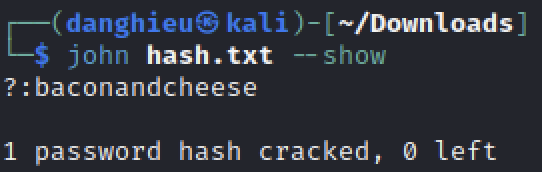 ┌──(danghieu㉿kali)-[~/Downloads]
└─$ john hash.txt --show
?:baconandcheese
1 password hash cracked, 0 left